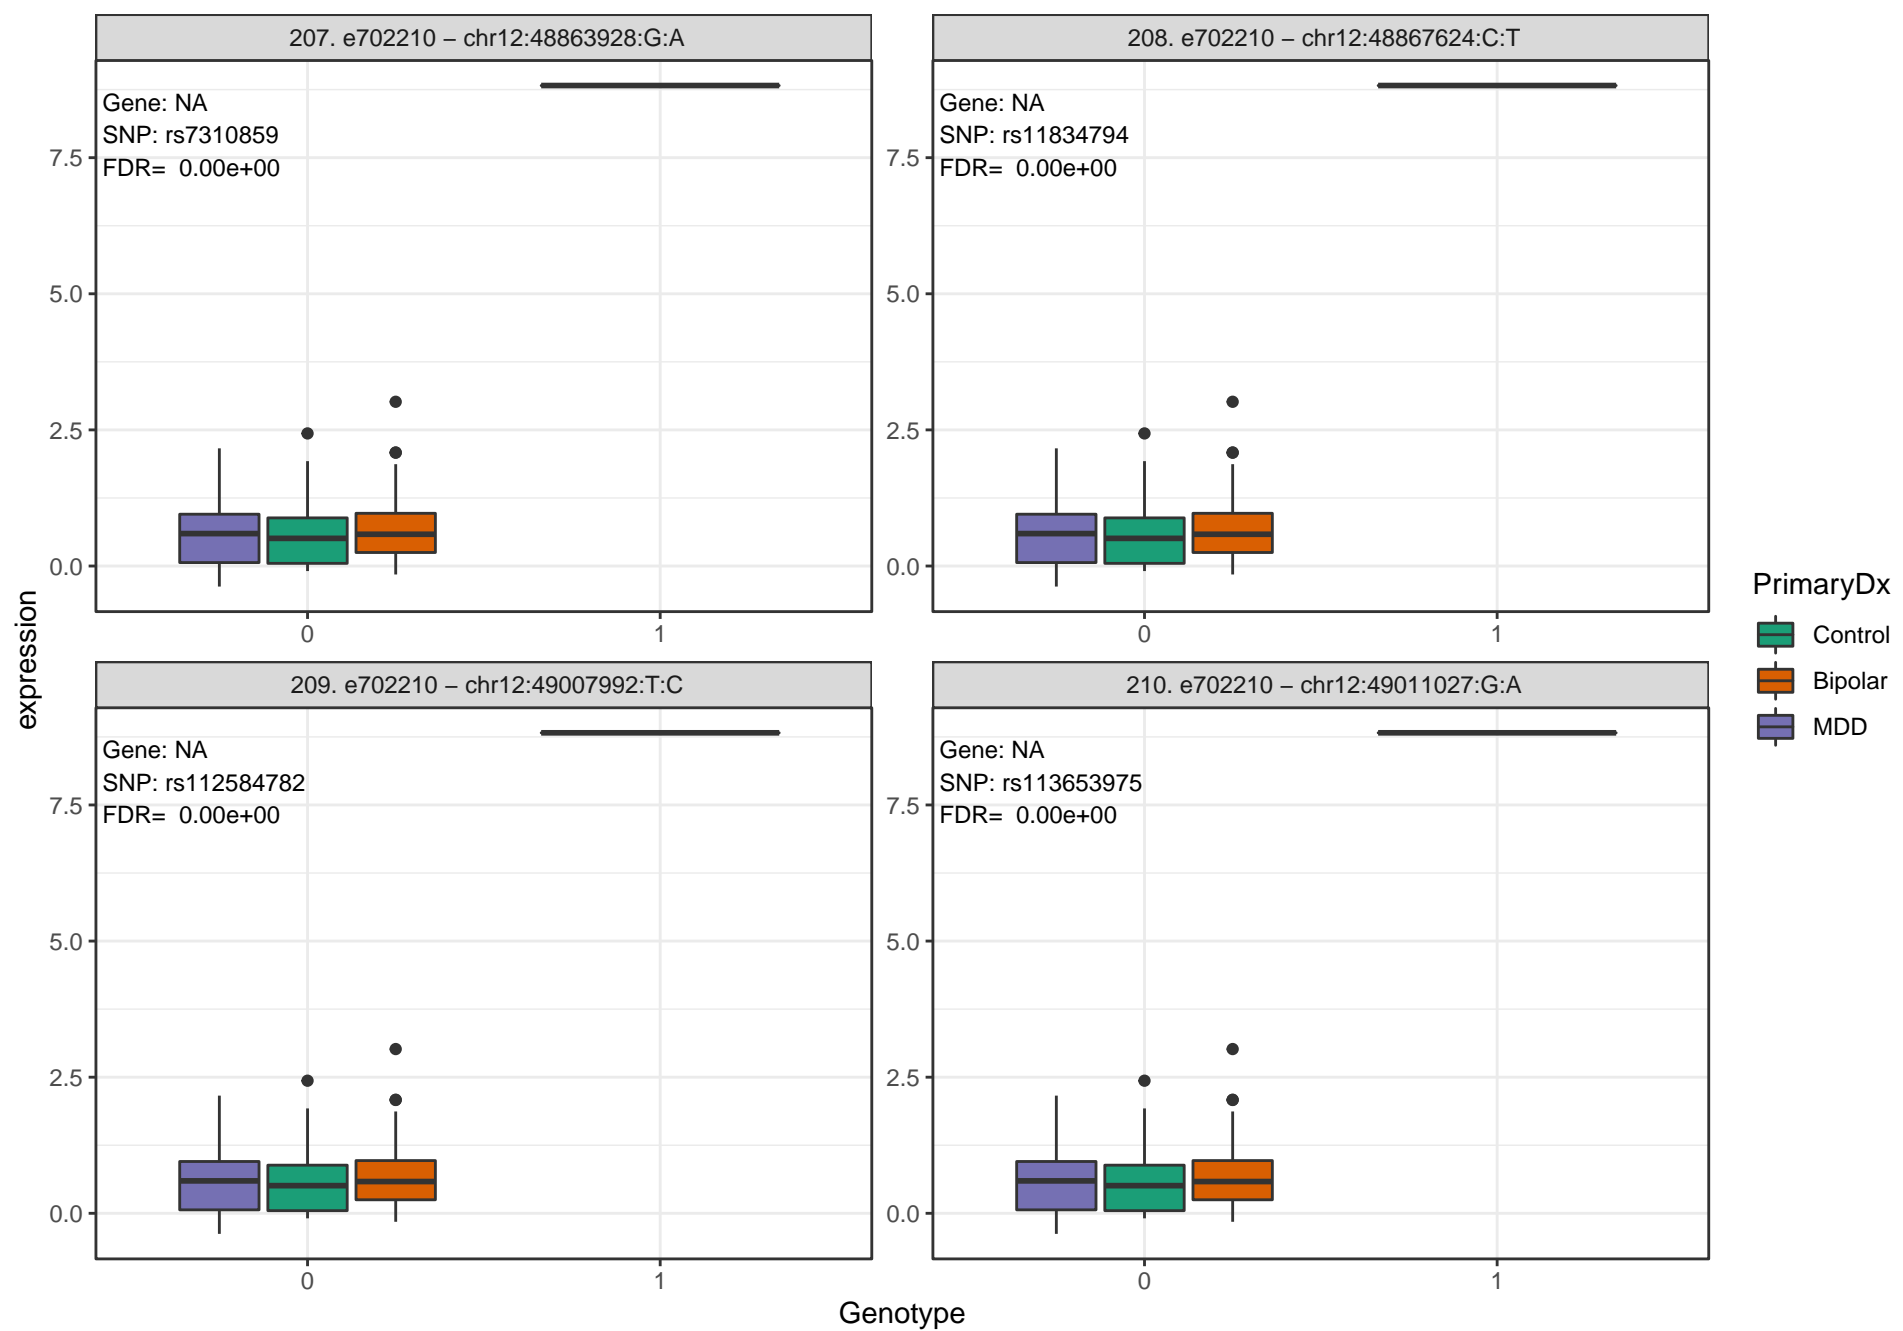 207. e702210 – chr12:48863928:G:A
Gene: NA
SNP: rs7310859
FDR=  0.00e+00
7.5
5.0
2.5
0.0
0
1
208. e702210 – chr12:48867624:C:T
Gene: NA
SNP: rs11834794
FDR=  0.00e+00
7.5
5.0
2.5
0.0
0
1
209. e702210 – chr12:49007992:T:C
Gene: NA
SNP: rs112584782
FDR=  0.00e+00
7.5
5.0
2.5
0.0
0
1
210. e702210 – chr12:49011027:G:A
Gene: NA
SNP: rs113653975
FDR=  0.00e+00
7.5
5.0
2.5
0.0
0
1
expression
Genotype
PrimaryDx
Control
Bipolar
MDD